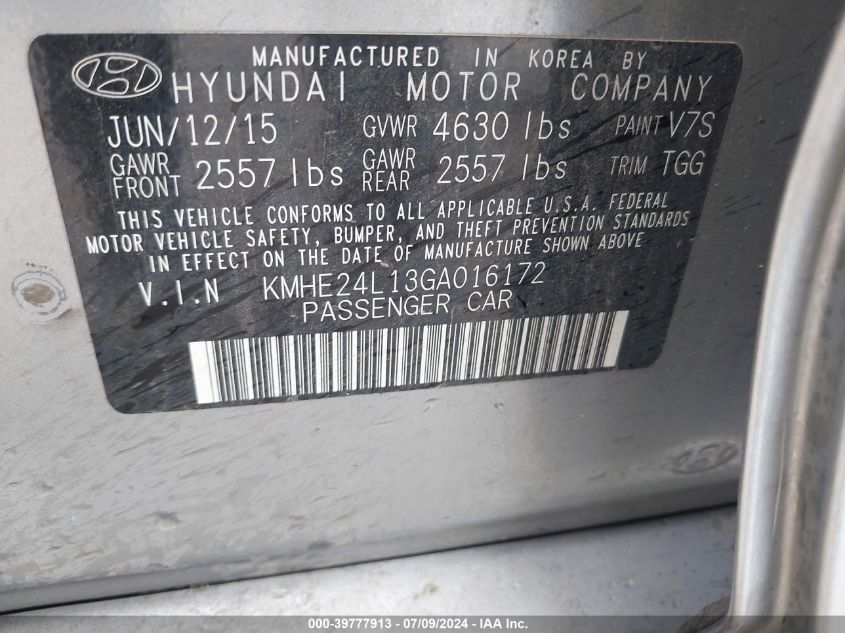 MANUFACTURED IN KOREA BY
HYUNDAI MOTOR COMPANY
JUN/12/15 GVWR 4630 lbs PAINT V7S
GAWR FRONT 2557 lbs GAWR REAR 2557 lbs TRIM TGG
THIS VEHICLE CONFORMS TO ALL APPLICABLE U.S.A. FEDERAL
MOTOR VEHICLE SAFETY, BUMPER, AND THEFT PREVENTION STANDARDS
IN EFFECT ON THE DATE OF MANUFACTURE SHOWN ABOVE
V.I.N KMHE24L13GA016172
PASSENGER CAR
000-39777913 - 07/09/2024 - IAA Inc.